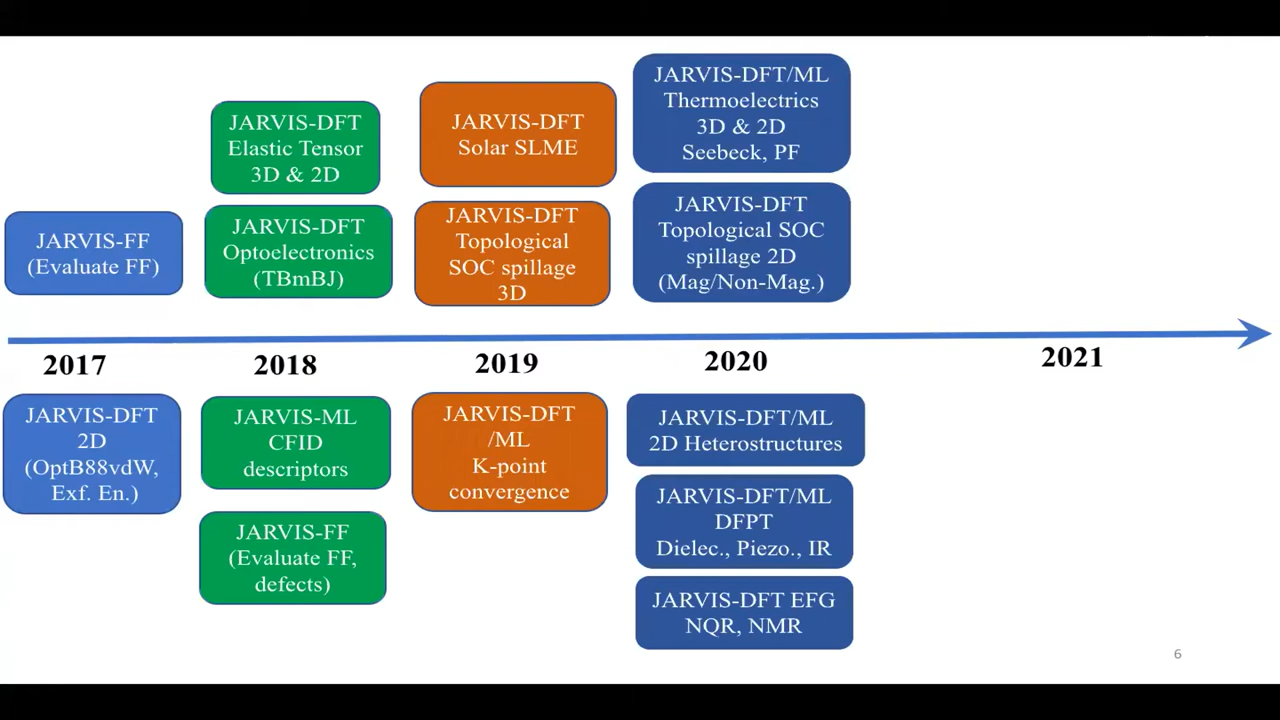 JARVIS-FF
(Evaluate FF)
JARVIS-DFT
Elastic Tensor
3D & 2D
JARVIS-DFT
Optoelectronics
(TBmBJ)
JARVIS-DFT
Solar SLME
JARVIS-DFT
Topological
SOC spillage
3D
JARVIS-DFT/ML
Thermoelectrics
3D & 2D
Seebeck, PF
JARVIS-DFT
Topological SOC
spillage 2D
(Mag/Non-Mag.)
2017
2018
2019
2020
2021
JARVIS-DFT
2D
(OptB88vdW,
Exf. En.)
JARVIS-ML
CFID
descriptors
JARVIS-FF
(Evaluate FF,
defects)
JARVIS-DFT
/ML
K-point
convergence
JARVIS-DFT/ML
2D Heterostructures
JARVIS-DFT/ML
DFPT
Dielec., Piezo., IR
JARVIS-DFT EFG
NQR, NMR
6